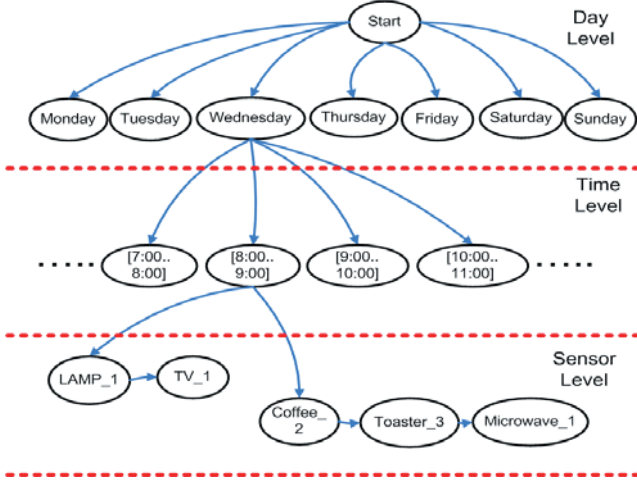 Start
Day
Level
Monday
Tuesday
Wednesday
Thursday
Friday
Saturday
Sunday
Time
Level
[7:00..
8:00]
[8:00..
9:00]
[9:00..
10:00]
[10:00..
11:00]
Sensor
Level
LAMP_1
TV_1
Coffee_
2
Toaster_3
Microwave_1